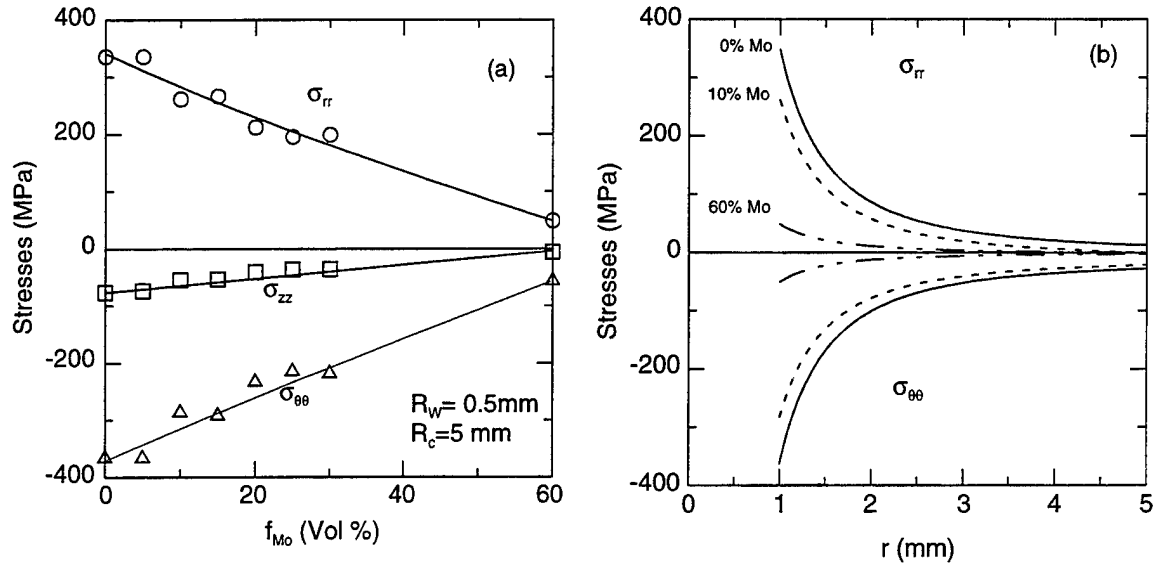 400
200
0
-200
-400
Stresses (MPa)
(a)
σrr
σzz
σθθ
RW= 0.5mm
Rc=5 mm
0
20
40
60
fMo (Vol %)
400
200
0
-200
-400
Stresses (MPa)
(b)
0% Mo
σrr
10% Mo
60% Mo
σθθ
0
1
2
3
4
5
r (mm)